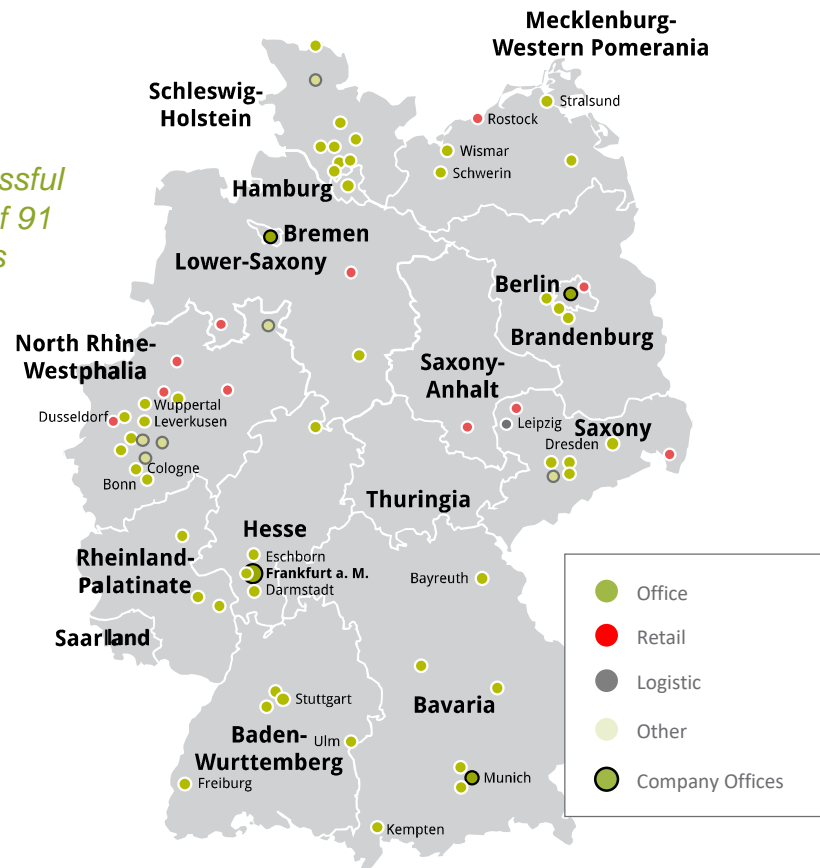 Mecklenburg-
Western Pomerania
Schleswig-
Holstein
Stralsund
Rostock
Wismar
Schwerin
ssful
f 91
s
Hamburg
Bremen
Lower-Saxony
Berlin
Brandenburg
North Rhine-
Westphalia
Saxony-
Anhalt
Wuppertal
Dusseldorf
Leverkusen
Leipzig
Saxony
Dresden
Cologne
Bonn
Thuringia
Hesse
Eschborn
Frankfurt a. M.
Darmstadt
Rheinland-
Palatinate
Bayreuth
Saarland
Stuttgart
Bavaria
Baden-
Wurttemberg
Ulm
Munich
Freiburg
Kempten
Office
Retail
Logistic
Other
Company Offices